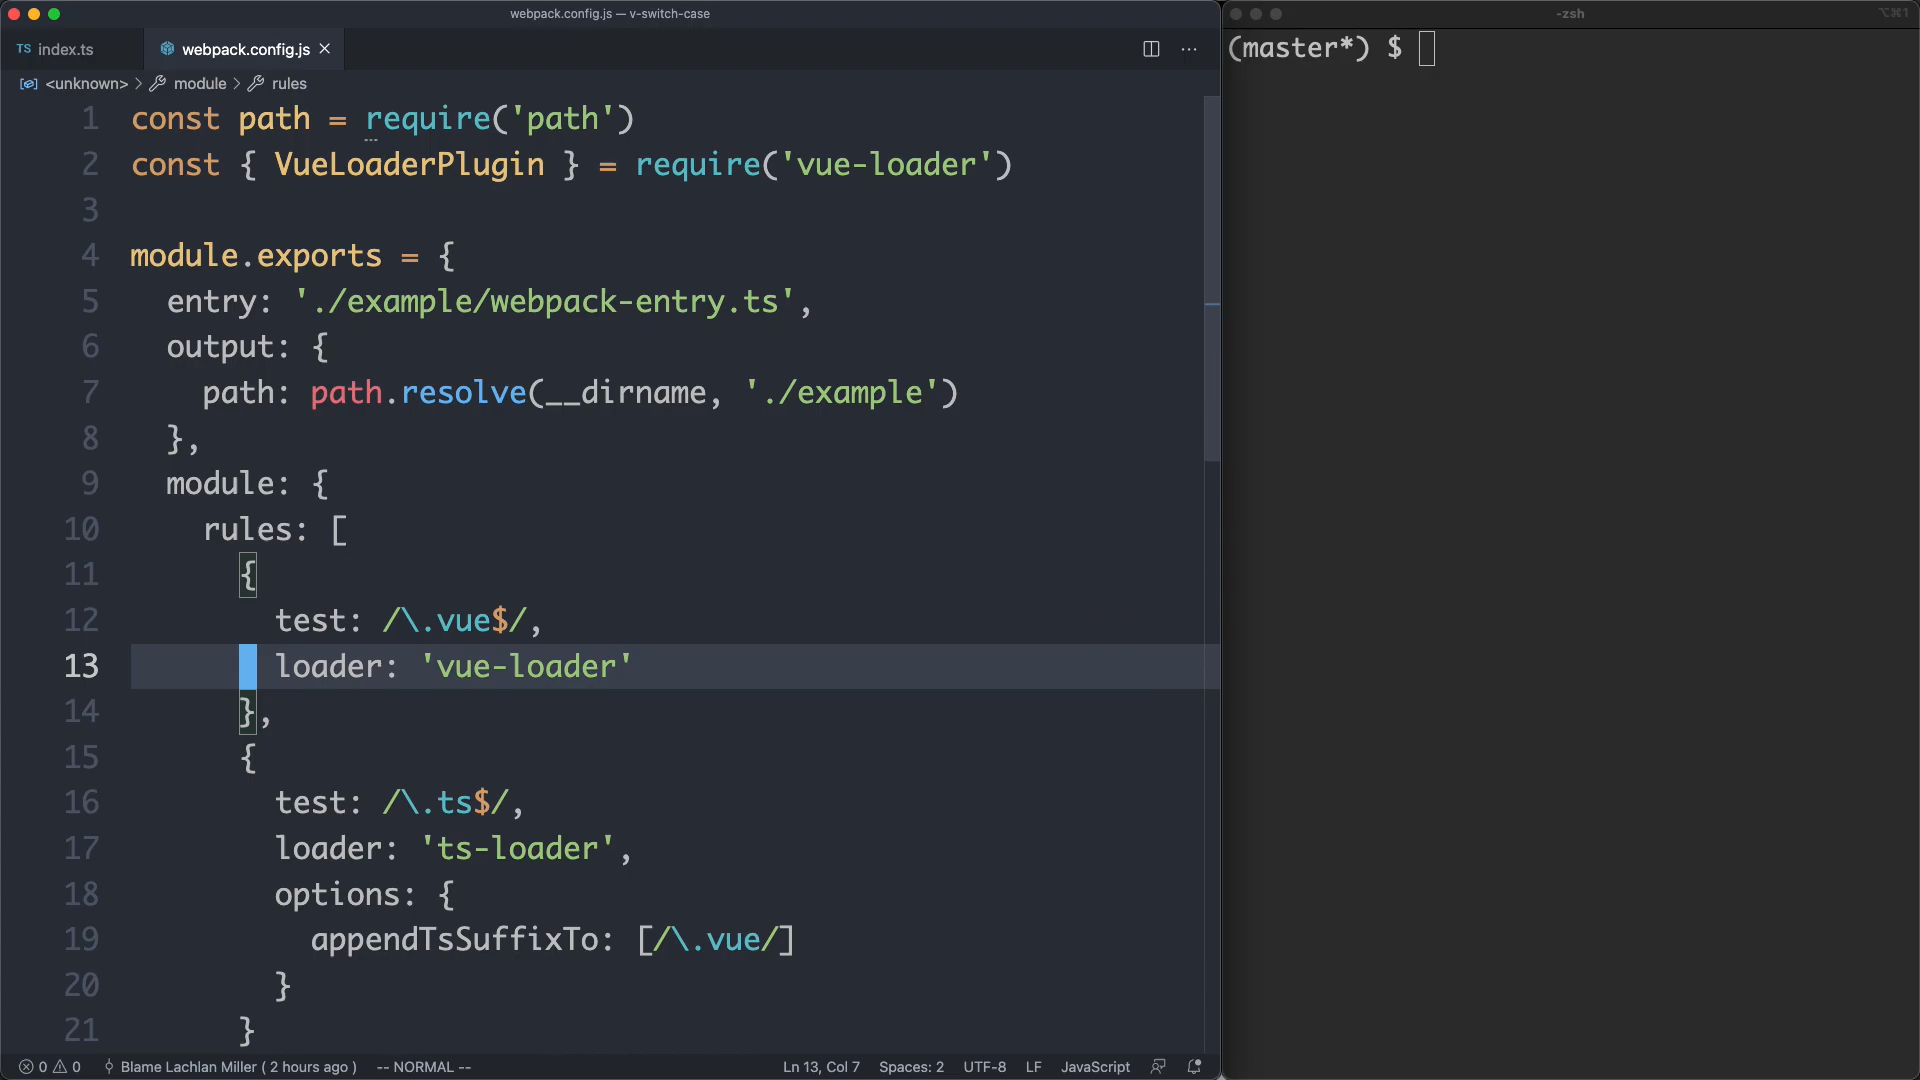 webpack.config.js — v-switch-case
TS index.ts
webpack.config.js
<unknown> > module > rules
1 const path = require('path')
2 const { VueLoaderPlugin } = require('vue-loader')
3
4 module.exports = {
5 entry: './example/webpack-entry.ts',
6 output: {
7 path: path.resolve(__dirname, './example')
8 },
9 module: {
10 rules: [
11 {
12 test: /\.vue$/,
13 loader: 'vue-loader'
14 },
15 {
16 test: /\.ts$/,
17 loader: 'ts-loader',
18 options: {
19 appendTsSuffixTo: [/\.vue/]
20 }
21 }
0 0 Blame Lachlan Miller ( 2 hours ago ) -- NORMAL -- Ln 13, Col 7 Spaces: 2 UTF-8 LF JavaScript
-zsh ⌥⌘1
(master*) $